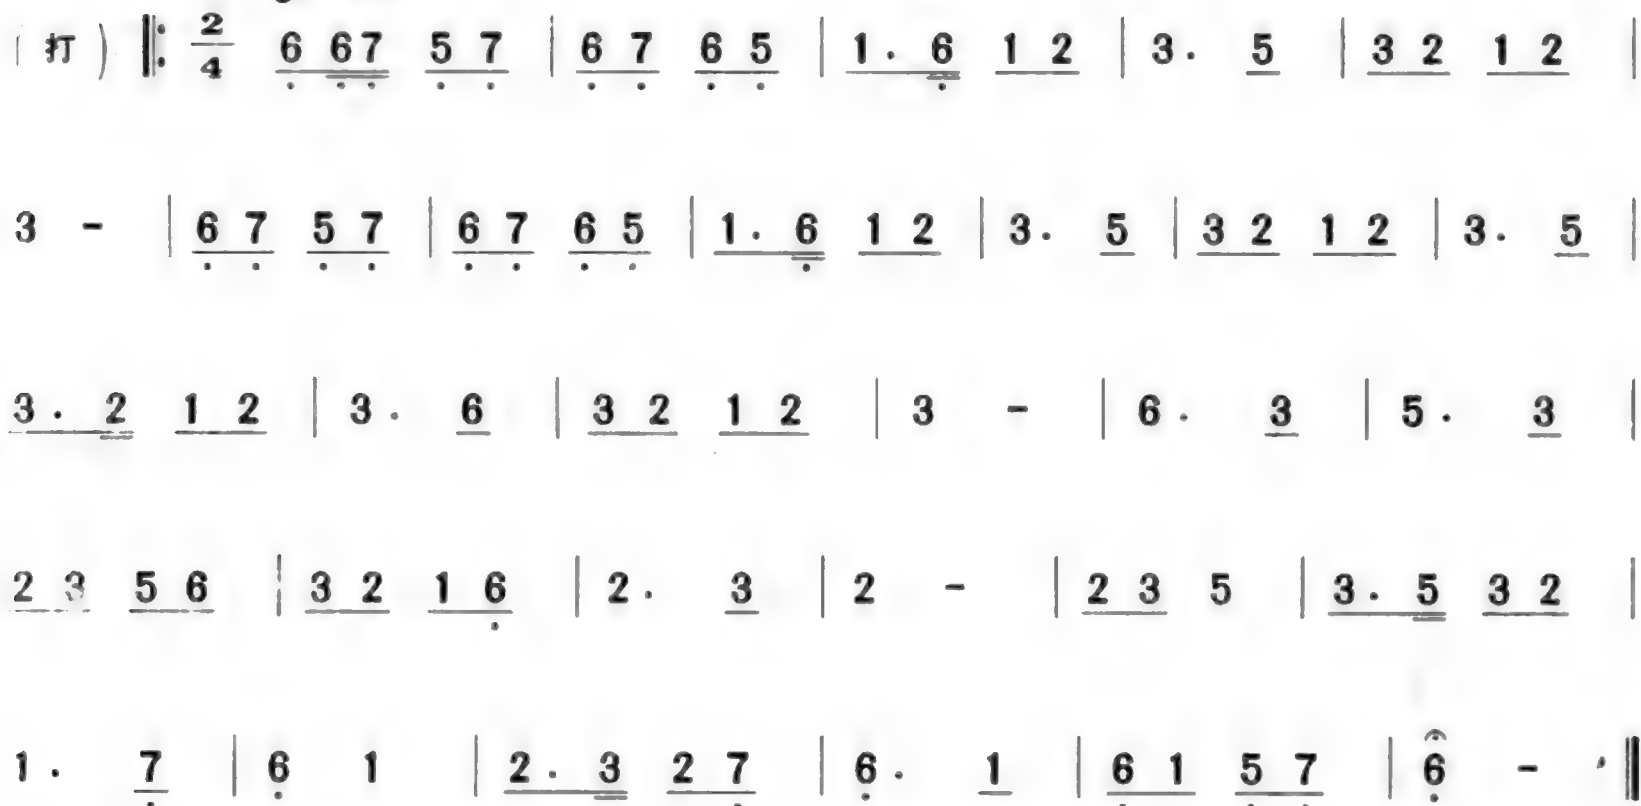 （打）‖: 2/4 6 67 5 7 | 6 7 6 5 | 1. 6 1 2 | 3. 5 | 3 2 1 2 |
3 - | 6 7 5 7 | 6 7 6 5 | 1. 6 1 2 | 3. 5 | 3 2 1 2 | 3. 5 |
3. 2 1 2 | 3. 6 | 3 2 1 2 | 3 - | 6. 3 | 5. 3 |
2 3 5 6 | 3 2 1 6 | 2. 3 | 2 - | 2 3 5 | 3. 5 3 2 |
1. 7 | 6 1 | 2. 3 2 7 | 6. 1 | 6 1 5 7 | 6 - ‖